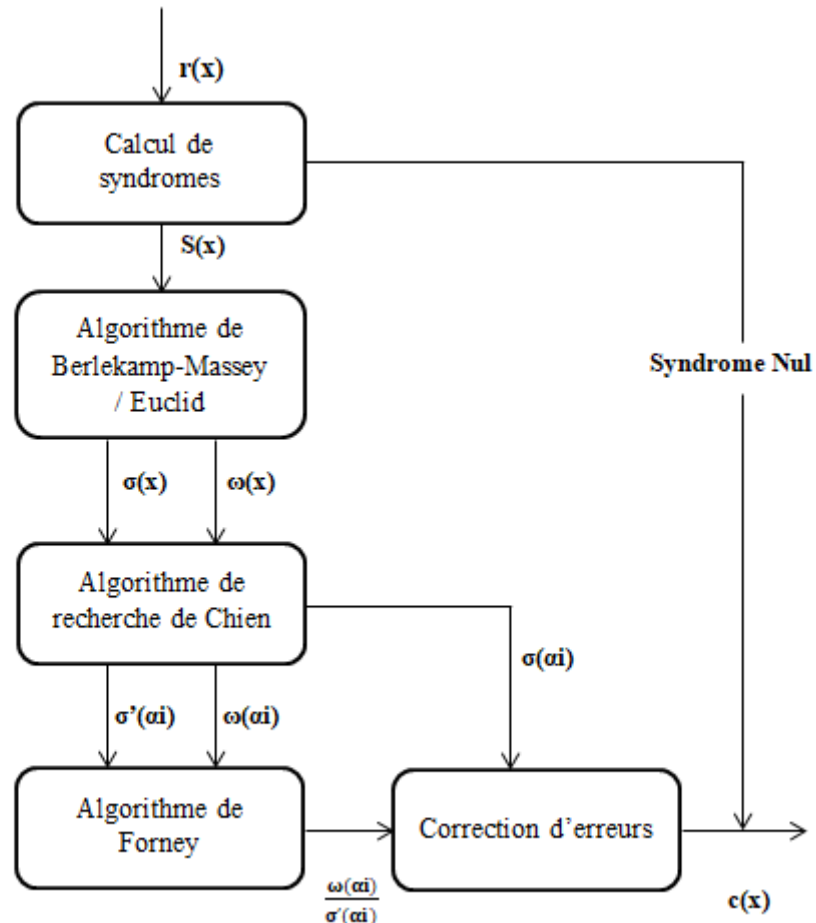 r(x)
Calcul de
syndromes
S(x)
Algorithme de
Berlekamp-Massey
/ Euclid
Syndrome Nul
σ(x)
ω(x)
Algorithme de
recherche de Chien
σ(αi)
σ’(αi)
ω(αi)
Algorithme de
Forney
Correction d’erreurs
ω(αi)
σ′(αi)
c(x)